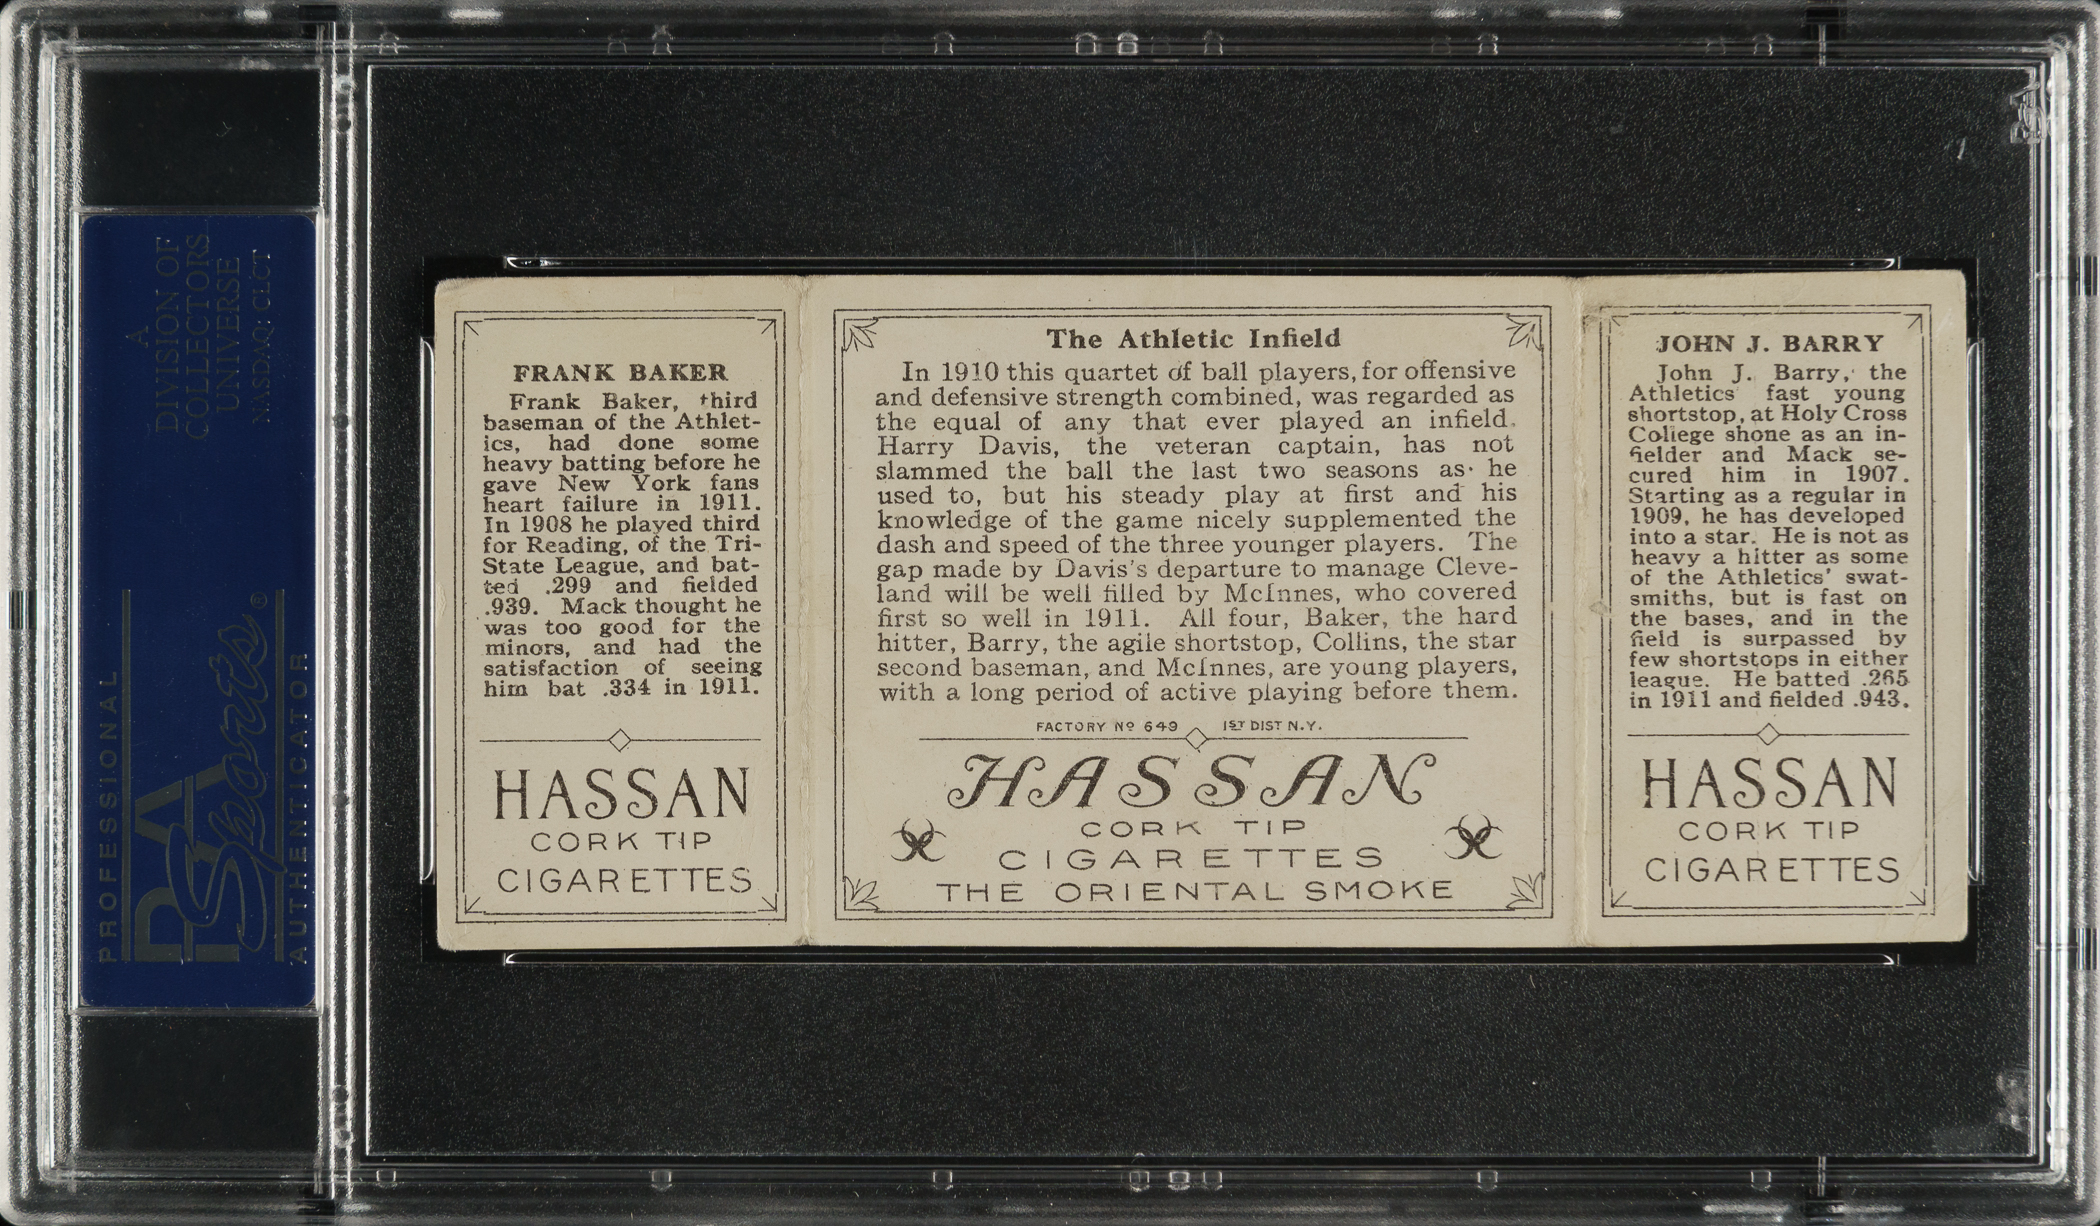 A
DIVISION OF
COLLECTORS
UNIVERSE
NASDAQ: CLCT
PROFESSIONAL
PSA
Sports®
AUTHENTICATOR
FRANK BAKER
Frank Baker, third
baseman of the Athlet-
ics, had done some
heavy batting before he
gave New York fans
heart failure in 1911.
In 1908 he played third
for Reading, of the Tri-
State League, and bat-
ted .299 and fielded
.939. Mack thought he
was too good for the
minors, and had the
satisfaction of seeing
him bat .334 in 1911.
HASSAN
CORK TIP
CIGARETTES
The Athletic Infield
In 1910 this quartet of ball players, for offensive
and defensive strength combined, was regarded as
the equal of any that ever played an infield.
Harry Davis, the veteran captain, has not
slammed the ball the last two seasons as he
used to, but his steady play at first and his
knowledge of the game nicely supplemented the
dash and speed of the three younger players. The
gap made by Davis's departure to manage Cleve-
land will be well filled by McInnes, who covered
first so well in 1911. All four, Baker, the hard
hitter, Barry, the agile shortstop, Collins, the star
second baseman, and McInnes, are young players,
with a long period of active playing before them.
FACTORY Nº 649 1ST DIST N.Y.
HASSAN
CORK TIP
CIGARETTES
THE ORIENTAL SMOKE
JOHN J. BARRY
John J. Barry, the
Athletics' fast young
shortstop, at Holy Cross
College shone as an in-
fielder and Mack se-
cured him in 1907.
Starting as a regular in
1909, he has developed
into a star. He is not as
heavy a hitter as some
of the Athletics' swat-
smiths, but is fast on
the bases, and in the
field is surpassed by
few shortstops in either
league. He batted .265
in 1911 and fielded .943.
HASSAN
CORK TIP
CIGARETTES
PSA